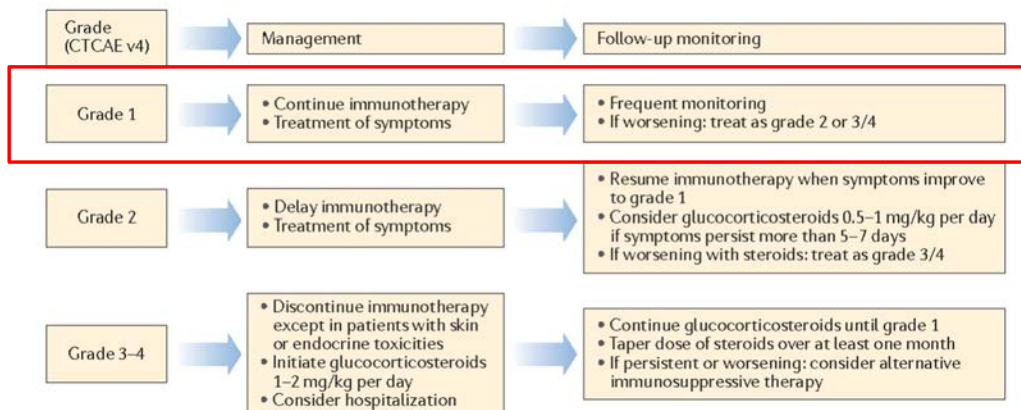 Grade
(CTCAE v4)
Management
Follow-up monitoring
Grade 1
• Continue immunotherapy
• Treatment of symptoms
• Frequent monitoring
• If worsening: treat as grade 2 or 3/4
Grade 2
• Delay immunotherapy
• Treatment of symptoms
• Resume immunotherapy when symptoms improve
to grade 1
• Consider glucocorticosteroids 0.5–1 mg/kg per day
if symptoms persist more than 5–7 days
• If worsening with steroids: treat as grade 3/4
Grade 3–4
• Discontinue immunotherapy
except in patients with skin
or endocrine toxicities
• Initiate glucocorticosteroids
1–2 mg/kg per day
• Consider hospitalization
• Continue glucocorticosteroids until grade 1
• Taper dose of steroids over at least one month
• If persistent or worsening: consider alternative
immunosuppressive therapy